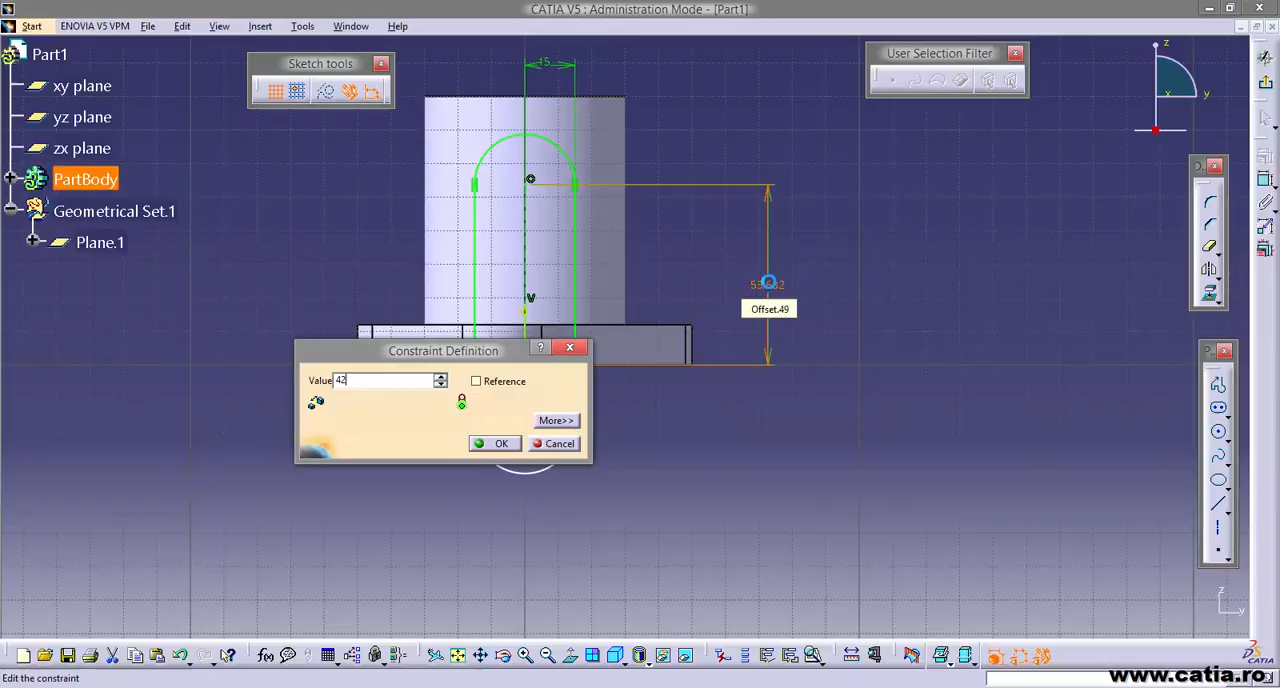 CATIA V5 : Administration Mode - [Part1]
Start ENOVIA V5 VPM File Edit View Insert Tools Window Help
Part1
xy plane
yz plane
zx plane
PartBody
Geometrical Set.1
Plane.1
Sketch tools
User Selection Filter
15
z
x
y
V
Offset.49
Constraint Definition
?
Value 42
Reference
More>>
OK
Cancel
z
y
f(x)
CATIA
www.catia.ro
Edit the constraint